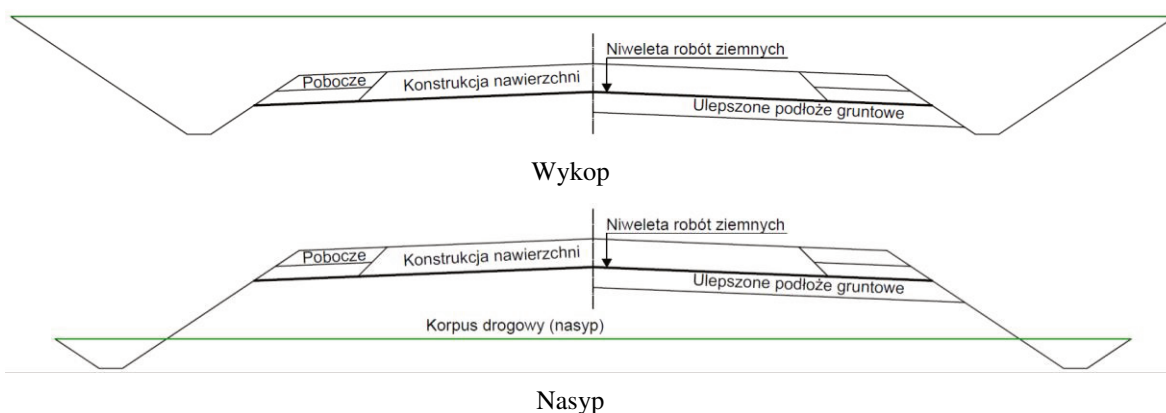 Niweleta robót ziemnych
Pobocze
Konstrukcja nawierzchni
Ulepszone podłoże gruntowe
Wykop
Niweleta robót ziemnych
Pobocze
Konstrukcja nawierzchni
Ulepszone podłoże gruntowe
Korpus drogowy (nasyp)
Nasyp